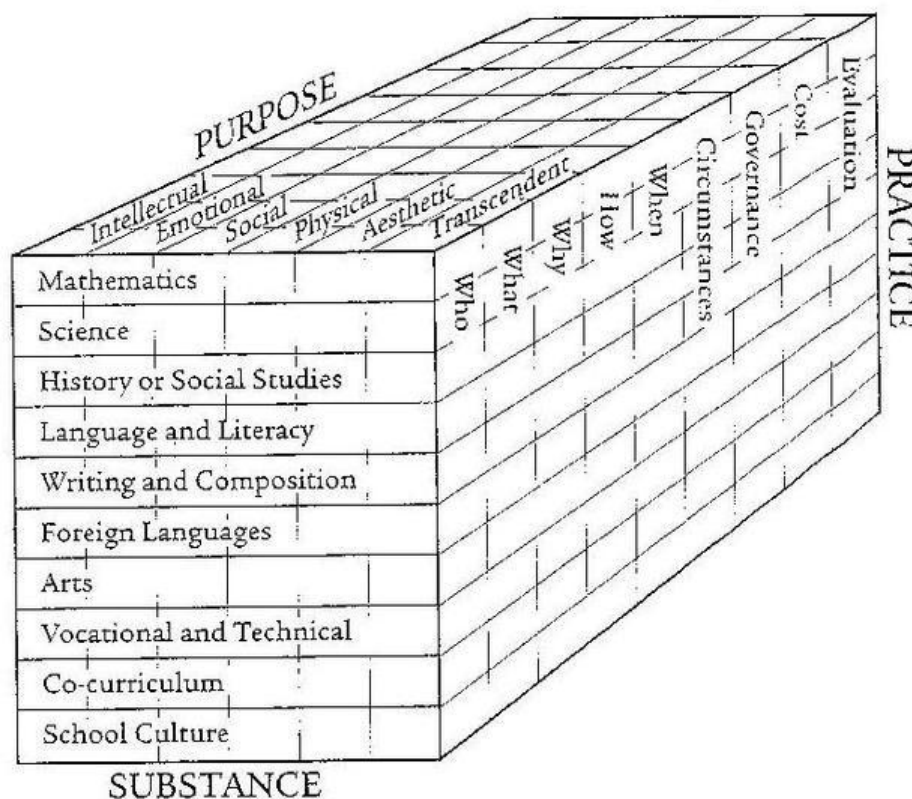 PURPOSE
Intellectual
Emotional
Social
Physical
Aesthetic
Transcendent
Who
What
Why
How
When
Circumstances
Governance
Cost
Evaluation
PRACTICE
Mathematics
Science
History or Social Studies
Language and Literacy
Writing and Composition
Foreign Languages
Arts
Vocational and Technical
Co-curriculum
School Culture
SUBSTANCE